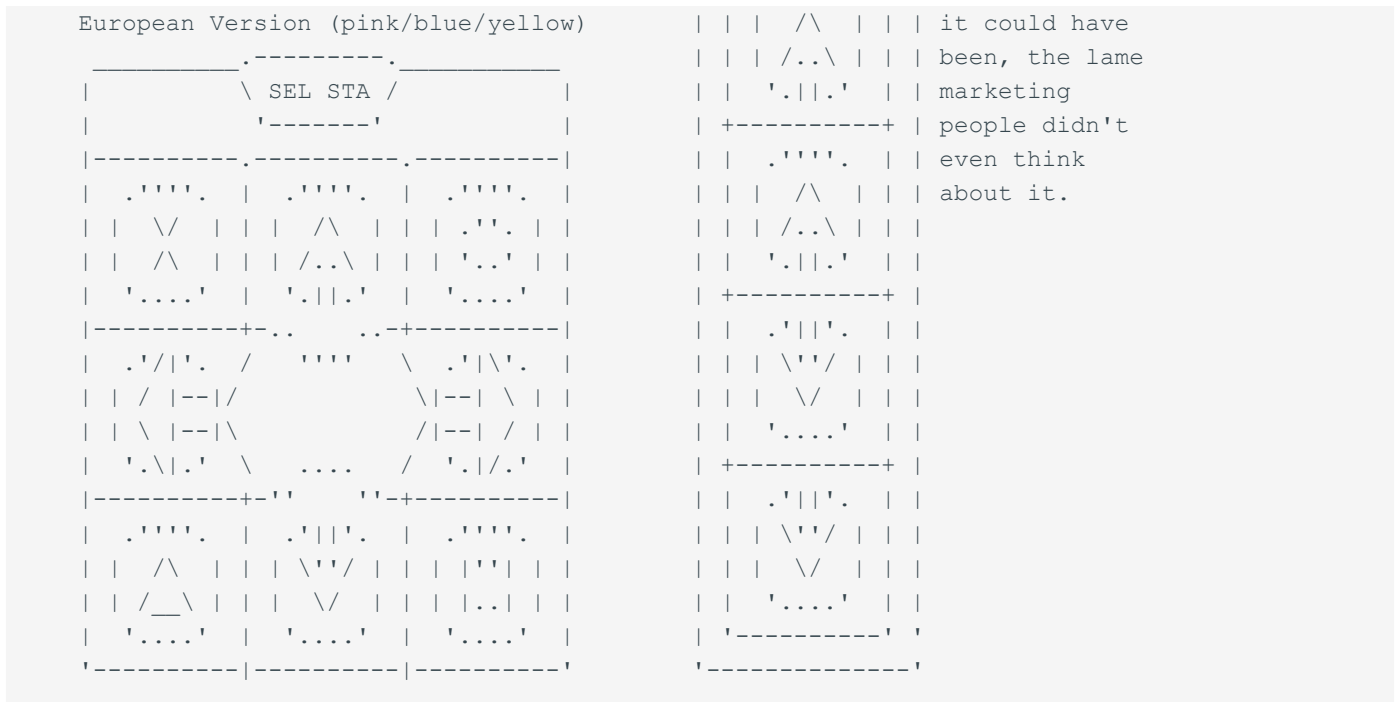 European Version (pink/blue/yellow)
SEL STA
it could have
been, the lame
marketing
people didn't
even think
about it.